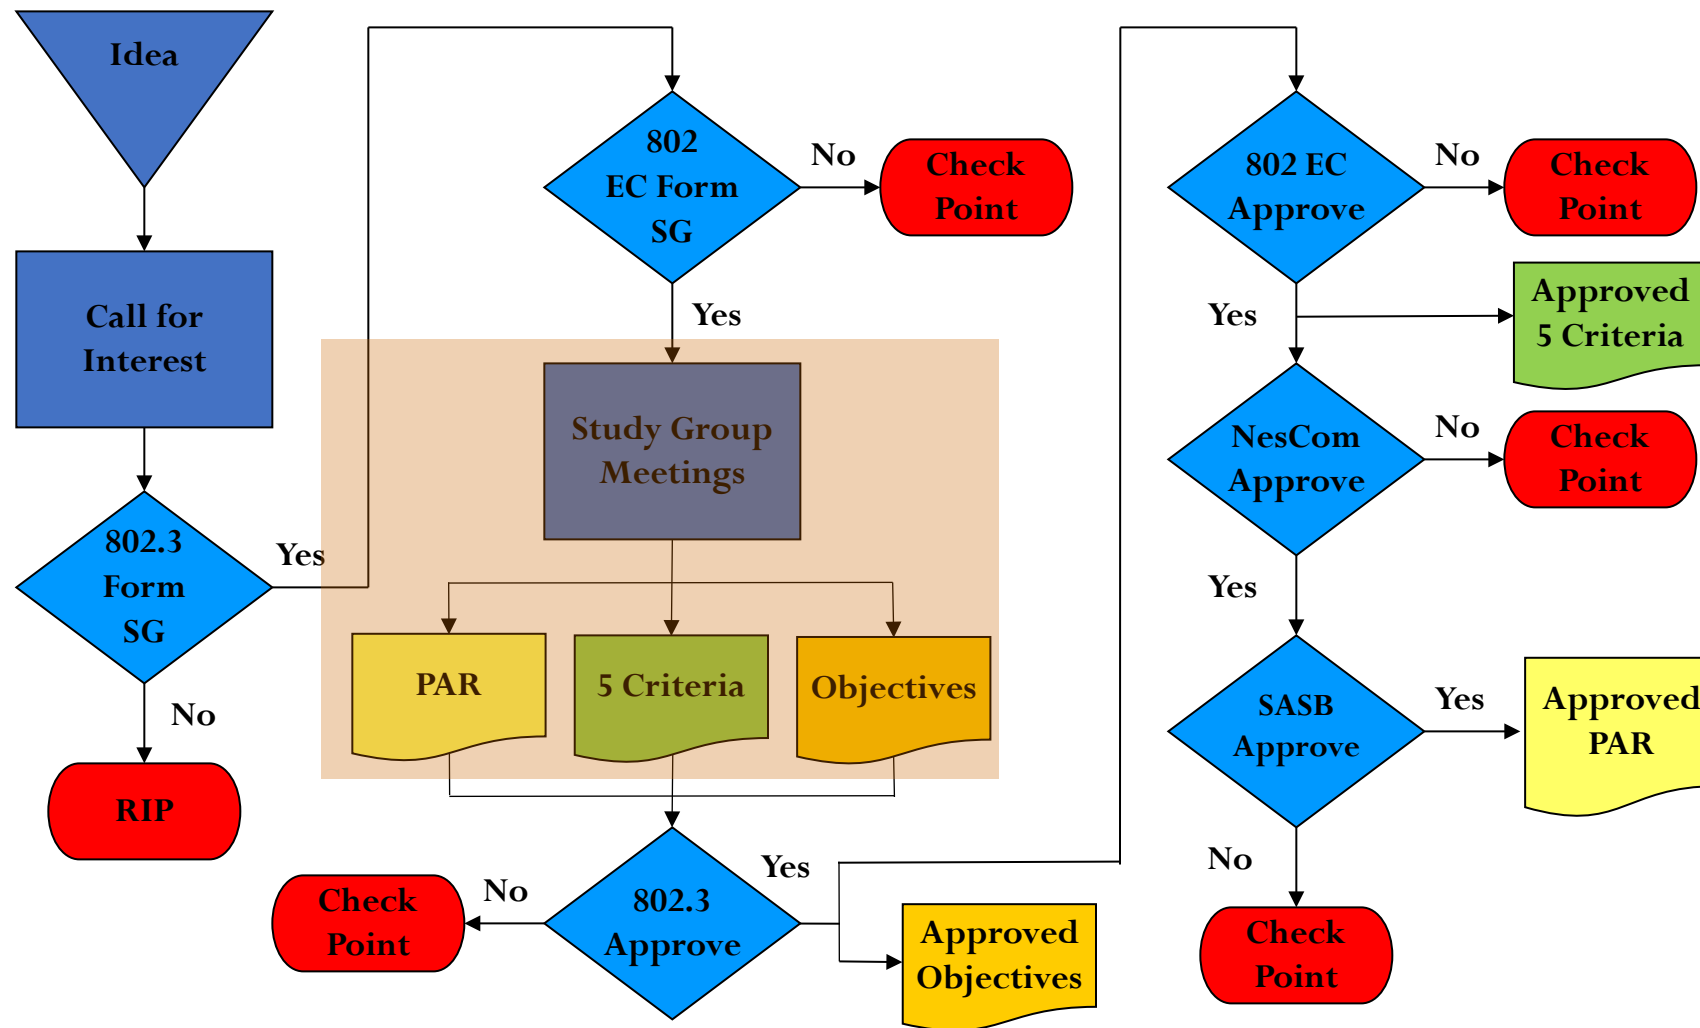 Idea
Call for
Interest
802.3
Form
SG
Yes
No
RIP
802
EC Form
SG
No
Check
Point
Yes
Study Group
Meetings
PAR
5 Criteria
Objectives
802.3
Approve
No
Check
Point
Yes
Approved
Objectives
802 EC
Approve
No
Check
Point
Yes
Approved
5 Criteria
NesCom
Approve
No
Check
Point
Yes
SASB
Approve
Yes
Approved
PAR
No
Check
Point